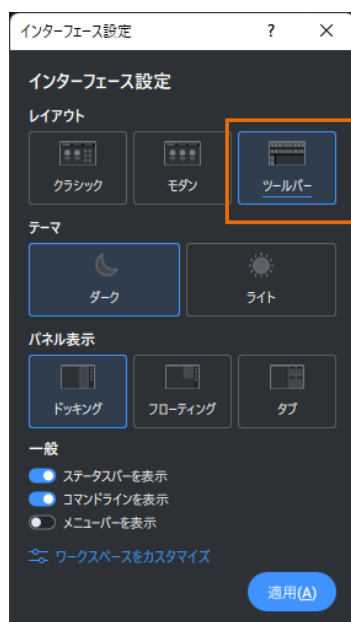 インターフェース設定 ?
インターフェース設定
レイアウト
クラシック モダン ツールバー
テーマ
ダーク ライト
パネル表示
ドッキング フローティング タブ
一般
ステータスバーを表示
コマンドラインを表示
メニューバーを表示
ワークスペースをカスタマイズ
適用(A)